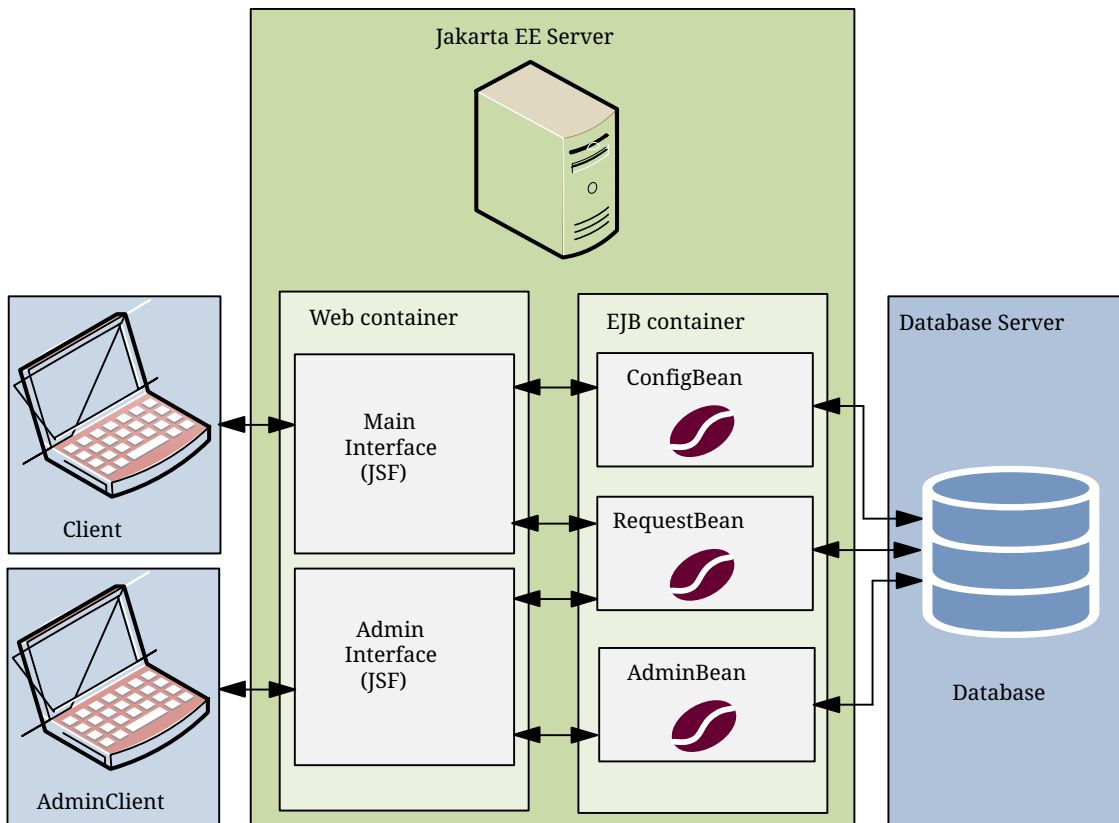 Jakarta EE Server
Web container
EJB container
Database Server
Main
Interface
(JSF)
ConfigBean
Client
RequestBean
Admin
Interface
(JSF)
AdminBean
Database
AdminClient